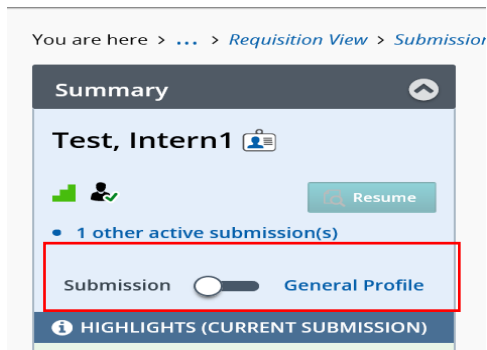 You are here > ... > Requisition View > Submission
Summary
Test, Intern1
Resume
• 1 other active submission(s)
Submission General Profile
HIGHLIGHTS (CURRENT SUBMISSION)